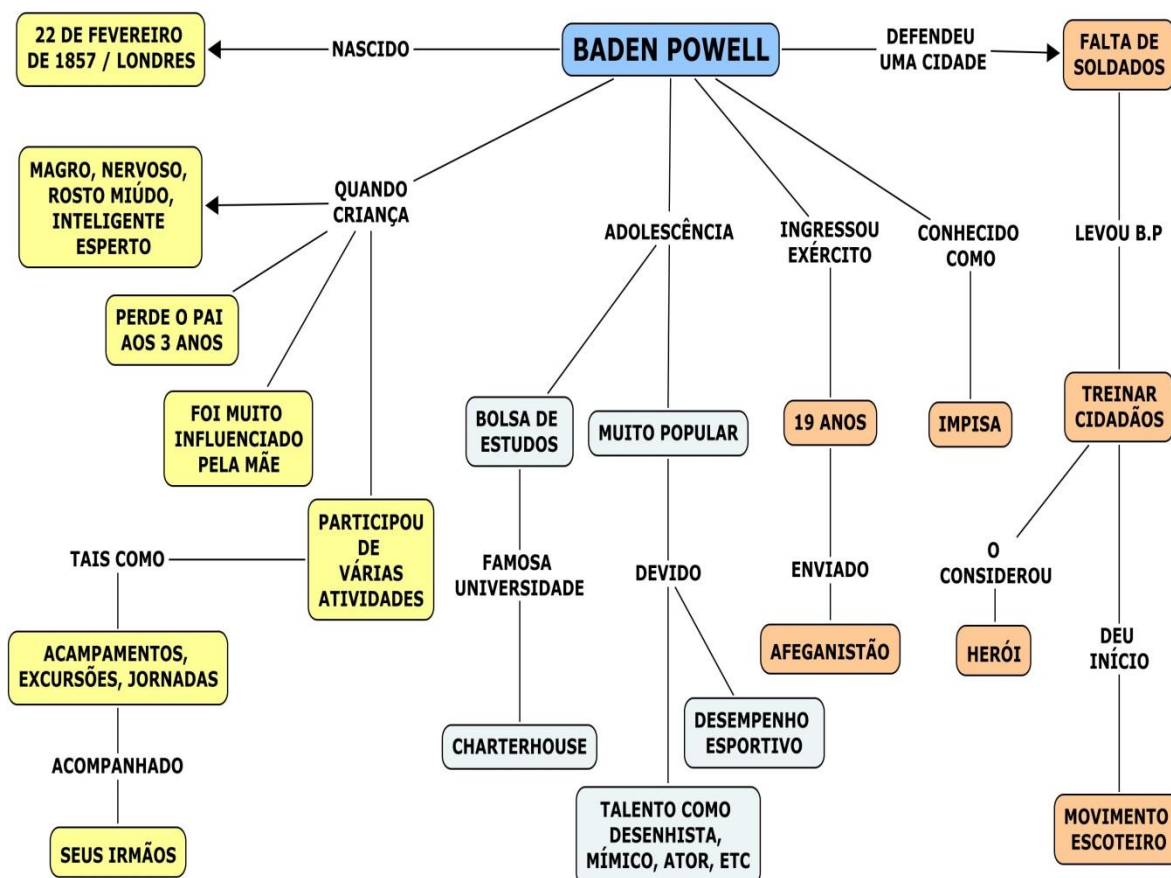 22 DE FEVEREIRO
DE 1857 / LONDRES
NASCIDO
BADEN POWELL
DEFENDEU
UMA CIDADE
FALTA DE
SOLDADOS
MAGRO, NERVOSO,
ROSTO MIÚDO,
INTELIGENTE
ESPERTO
QUANDO
CRIANÇA
ADOLESCÊNCIA
INGRESSOU
EXÉRCITO
CONHECIDO
COMO
LEVOU B.P
PERDE O PAI
AOS 3 ANOS
FOI MUITO
INFLUENCIADO
PELA MÃE
BOLSA DE
ESTUDOS
MUITO POPULAR
19 ANOS
IMPISA
TREINAR
CIDADÃOS
TAIS COMO
PARTICIPOU
DE
VÁRIAS
ATIVIDADES
FAMOSA
UNIVERSIDADE
DEVIDO
ENVIADO
O
CONSIDEROU
ACAMPAMENTOS,
EXCURSÕES, JORNADAS
AFEGANISTÃO
HERÓI
DEU
INÍCIO
CHARTERHOUSE
DESEMPENHO
ESPORTIVO
ACOMPANHADO
SEUS IRMÃOS
TALENTO COMO
DESENHISTA,
MÍMICO, ATOR, ETC
MOVIMENTO
ESCOTEIRO